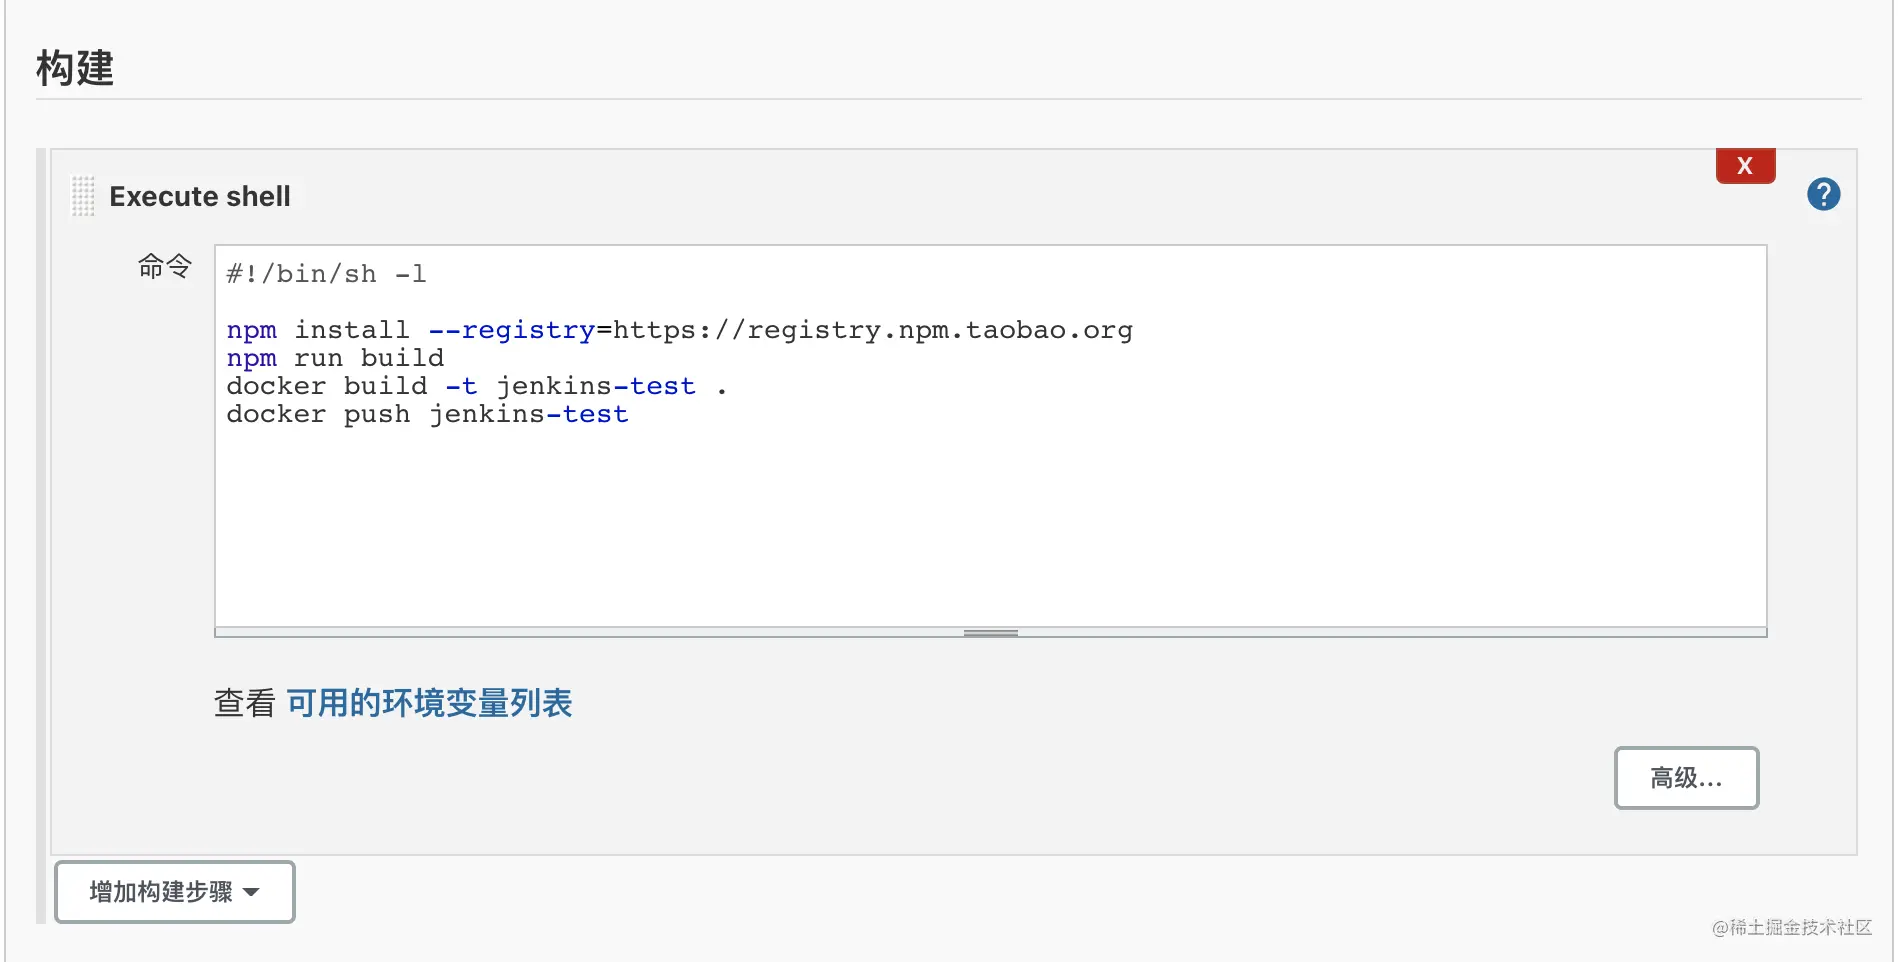 构建
X
Execute shell
?
命令
#!/bin/sh -l
npm install --registry=https://registry.npm.taobao.org
npm run build
docker build -t jenkins-test .
docker push jenkins-test
查看 可用的环境变量列表
高级...
增加构建步骤
@稀土掘金技术社区